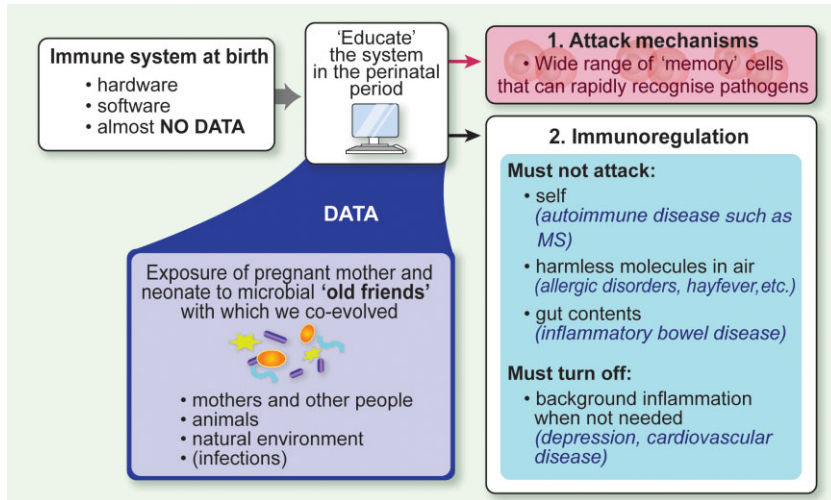 Immune system at birth
• hardware
• software
• almost NO DATA
‘Educate’
the system
in the perinatal
period
1. Attack mechanisms
• Wide range of ‘memory’ cells
that can rapidly recognise pathogens
2. Immunoregulation
Must not attack:
• self
(autoimmune disease such as
MS)
• harmless molecules in air
(allergic disorders, hayfever,etc.)
• gut contents
(inflammatory bowel disease)
Must turn off:
• background inflammation
when not needed
(depression, cardiovascular
disease)
DATA
Exposure of pregnant mother and
neonate to microbial ‘old friends’
with which we co-evolved
• mothers and other people
• animals
• natural environment
• (infections)